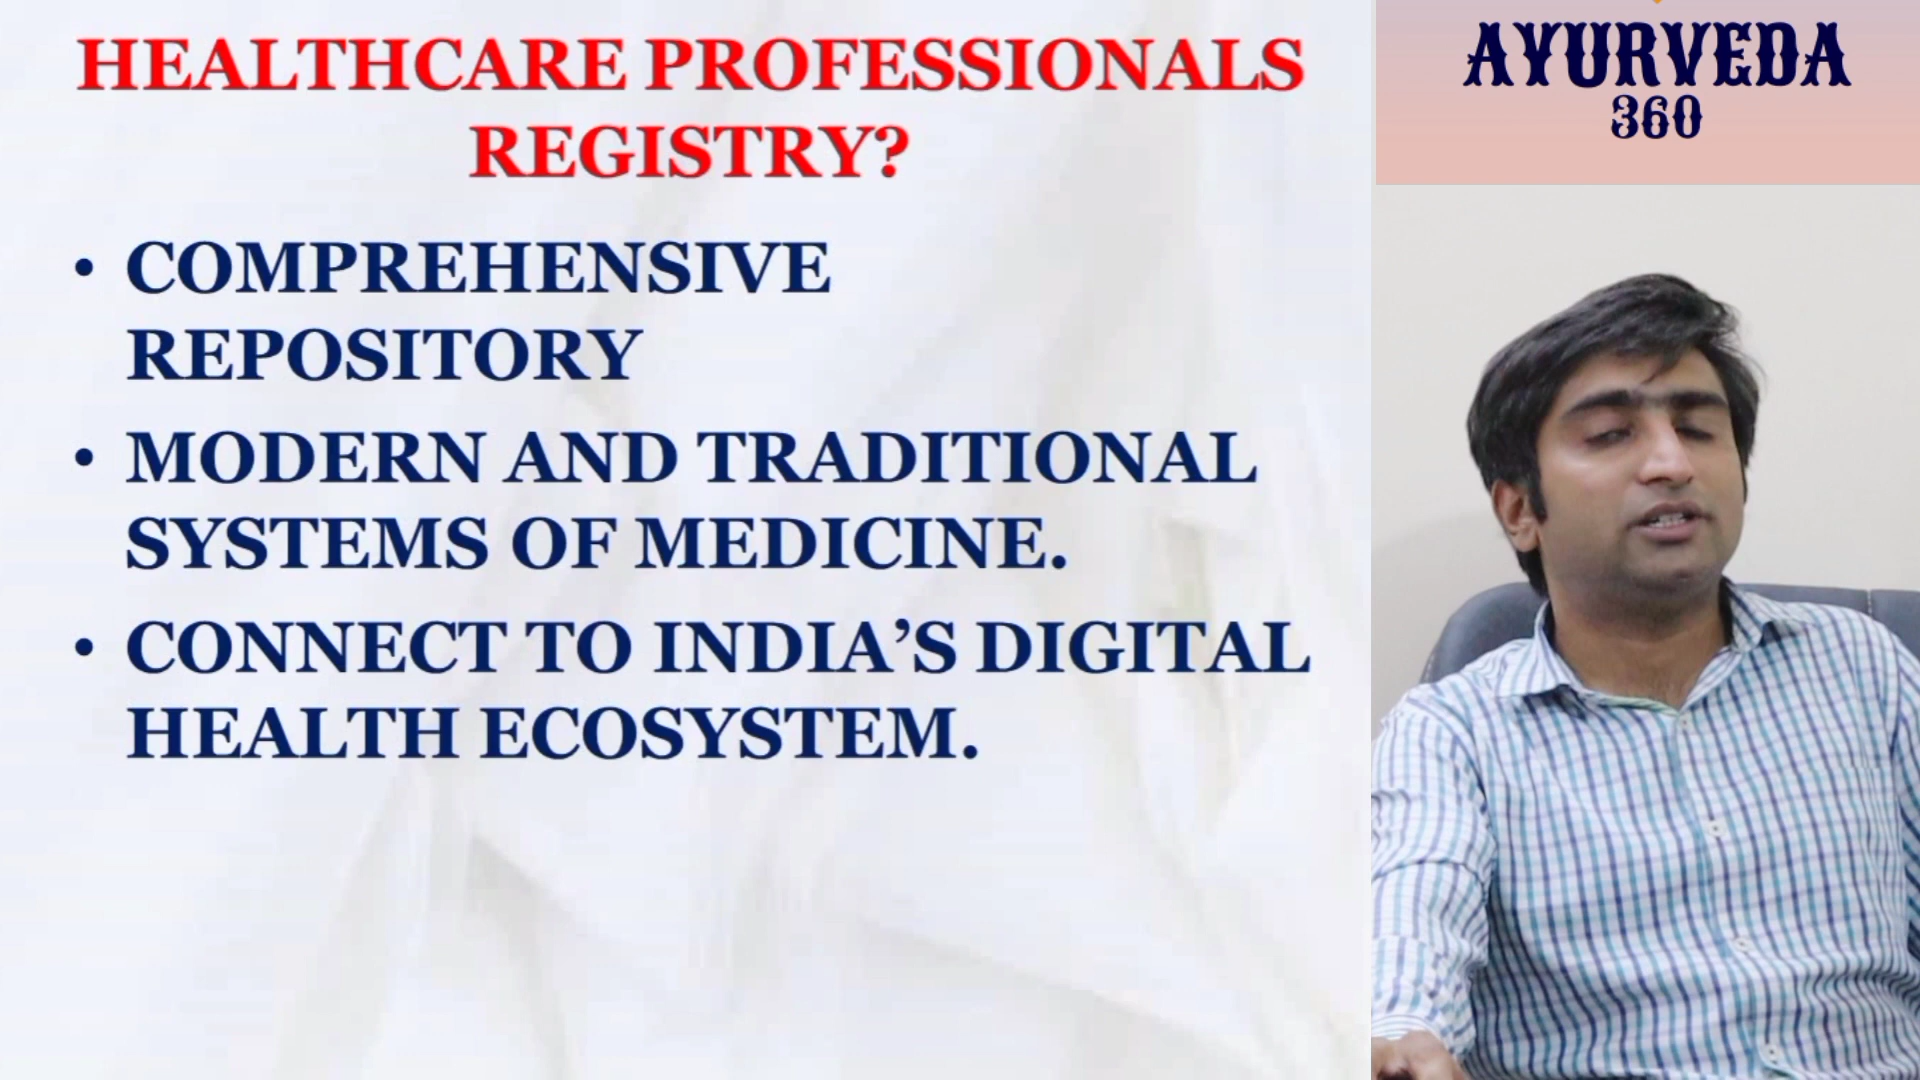 HEALTHCARE PROFESSIONALS
REGISTRY?
• COMPREHENSIVE
REPOSITORY
• MODERN AND TRADITIONAL
SYSTEMS OF MEDICINE.
• CONNECT TO INDIA’S DIGITAL
HEALTH ECOSYSTEM.
AYURVEDA
360